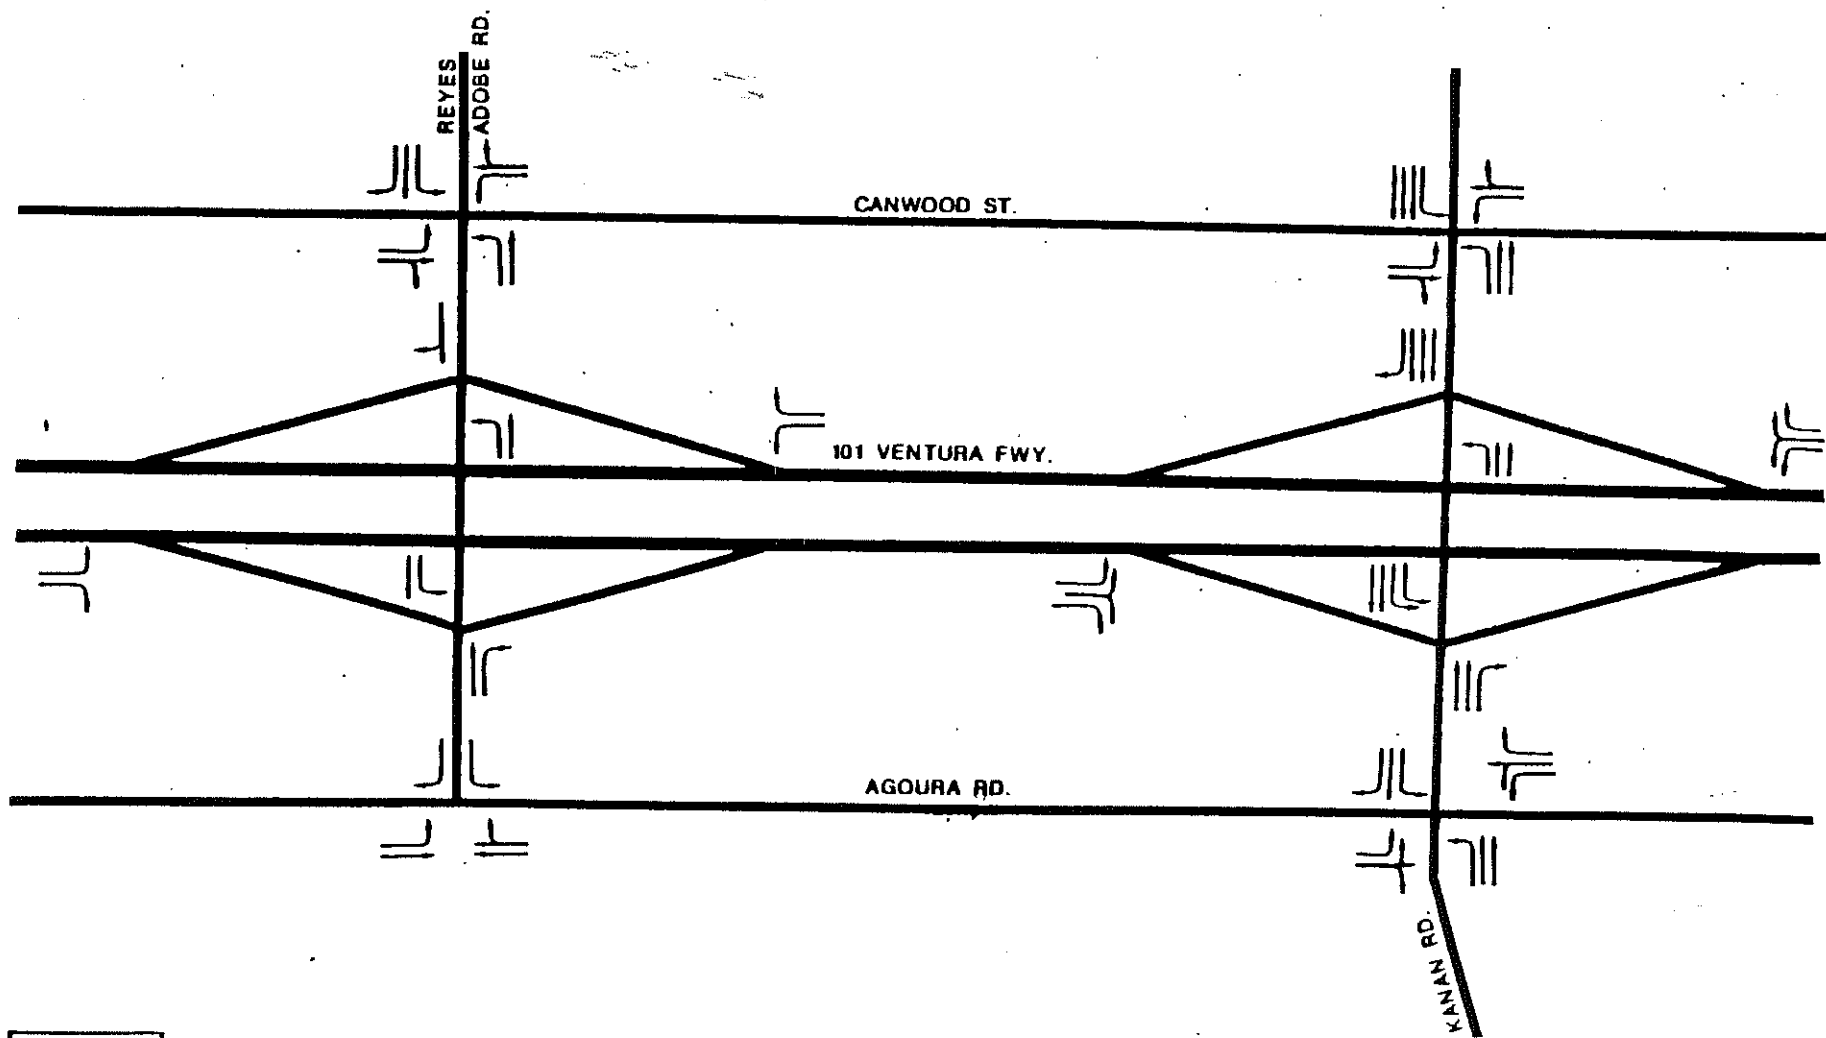 REYES
ADOBE RD.
CANWOOD ST.
101 VENTURA FWY.
AGOURA RD.
KANAN RD.